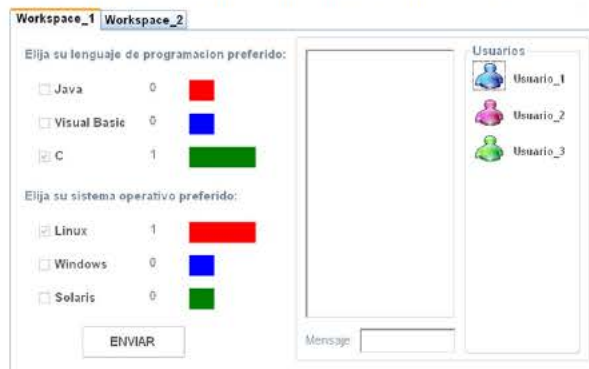 Workspace_1 Workspace_2
Elija su lenguaje de programacion preferido:
Java 0
Visual Basic 0
C 1
Elija su sistema operativo preferido:
Linux 1
Windows 0
Solaris 0
ENVIAR
Mensaje
Usuarios
Usuario_1
Usuario_2
Usuario_3